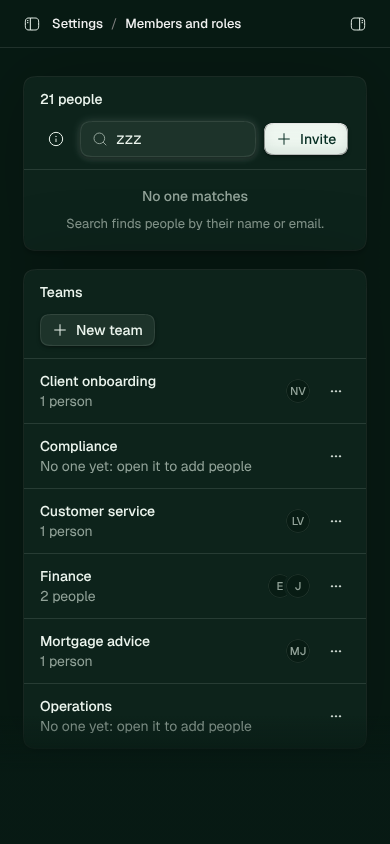 Settings / Members and roles
21 people
zzz
Invite
No one matches
Search finds people by their name or email.
Teams
New team
Client onboarding
1 person
NV
Compliance
No one yet: open it to add people
Customer service
1 person
LV
Finance
2 people
E J
Mortgage advice
1 person
MJ
Operations
No one yet: open it to add people